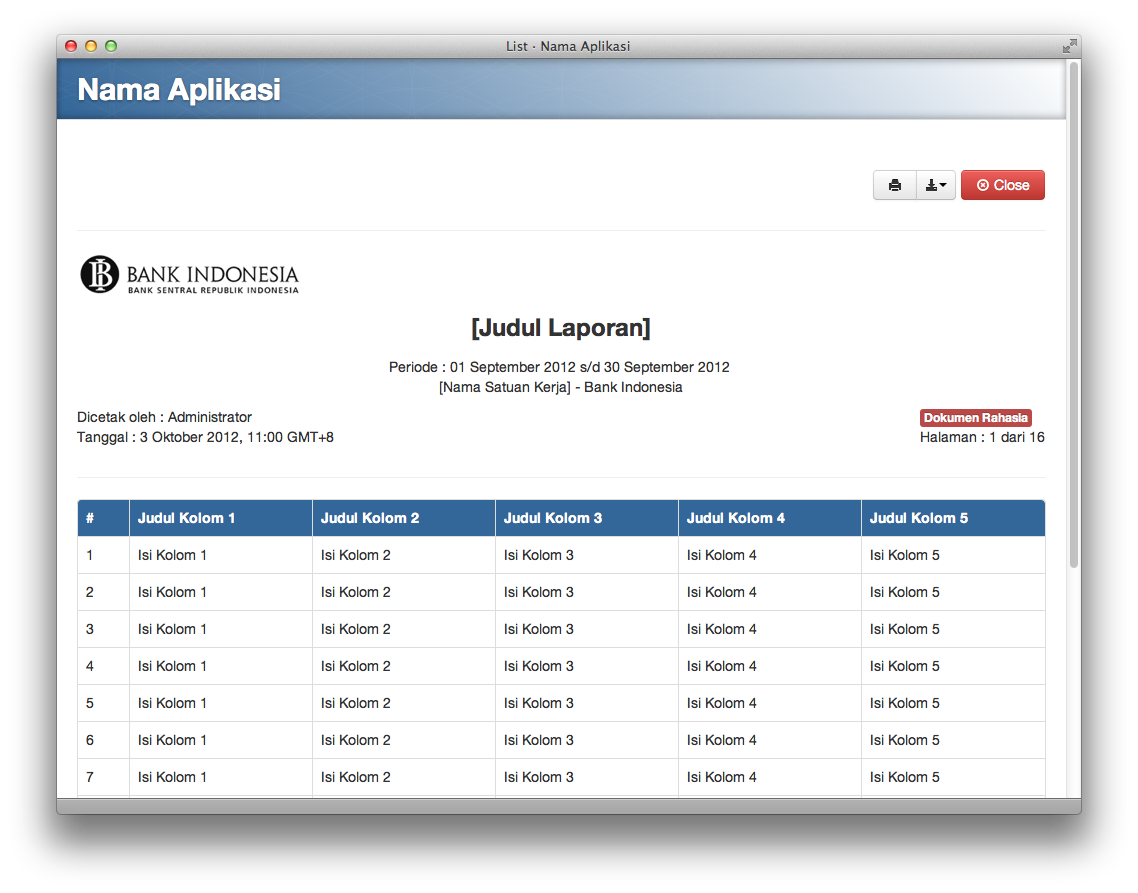 List · Nama Aplikasi
Nama Aplikasi
Close
BANK INDONESIA
BANK SENTRAL REPUBLIK INDONESIA
[Judul Laporan]
Periode : 01 September 2012 s/d 30 September 2012
[Nama Satuan Kerja] - Bank Indonesia
Dicetak oleh : Administrator
Dokumen Rahasia
Tanggal : 3 Oktober 2012, 11:00 GMT+8
Halaman : 1 dari 16
# Judul Kolom 1 Judul Kolom 2 Judul Kolom 3 Judul Kolom 4 Judul Kolom 5
1 Isi Kolom 1 Isi Kolom 2 Isi Kolom 3 Isi Kolom 4 Isi Kolom 5
2 Isi Kolom 1 Isi Kolom 2 Isi Kolom 3 Isi Kolom 4 Isi Kolom 5
3 Isi Kolom 1 Isi Kolom 2 Isi Kolom 3 Isi Kolom 4 Isi Kolom 5
4 Isi Kolom 1 Isi Kolom 2 Isi Kolom 3 Isi Kolom 4 Isi Kolom 5
5 Isi Kolom 1 Isi Kolom 2 Isi Kolom 3 Isi Kolom 4 Isi Kolom 5
6 Isi Kolom 1 Isi Kolom 2 Isi Kolom 3 Isi Kolom 4 Isi Kolom 5
7 Isi Kolom 1 Isi Kolom 2 Isi Kolom 3 Isi Kolom 4 Isi Kolom 5